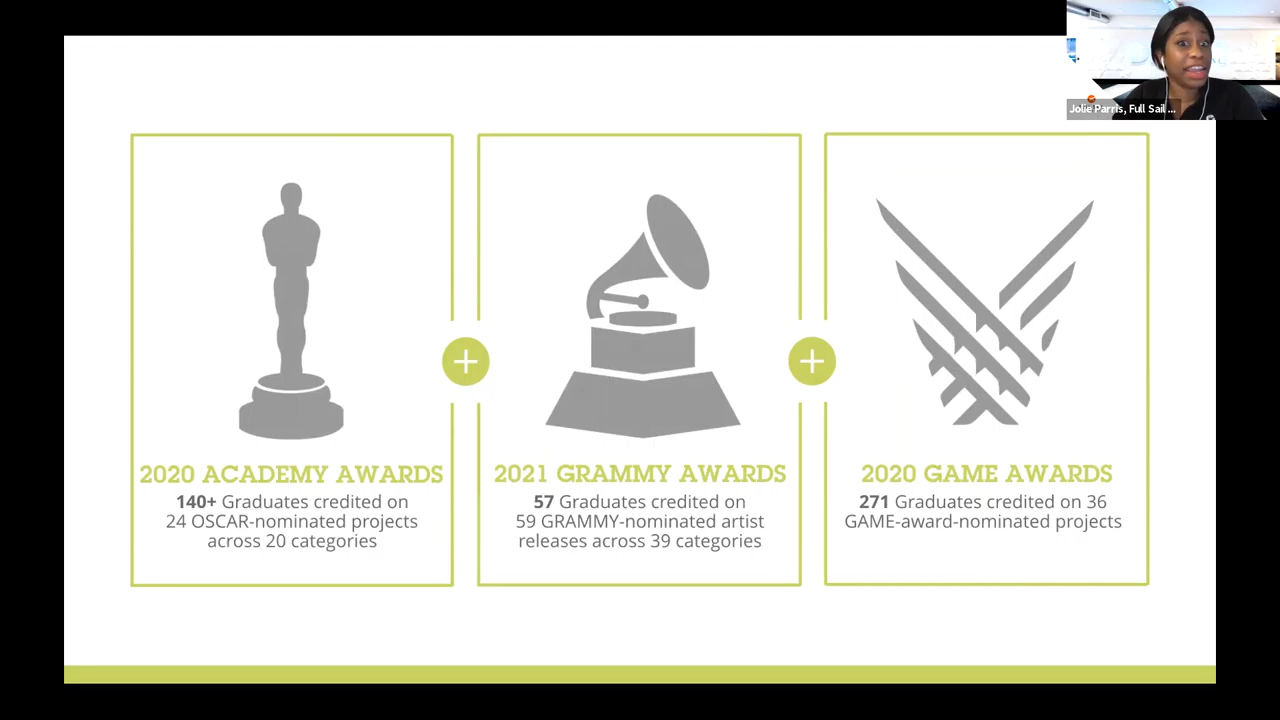 Jolie Parris, Full Sail ...
2020 ACADEMY AWARDS
140+ Graduates credited on
24 OSCAR-nominated projects
across 20 categories
2021 GRAMMY AWARDS
57 Graduates credited on
59 GRAMMY-nominated artist
releases across 39 categories
2020 GAME AWARDS
271 Graduates credited on 36
GAME-award-nominated projects